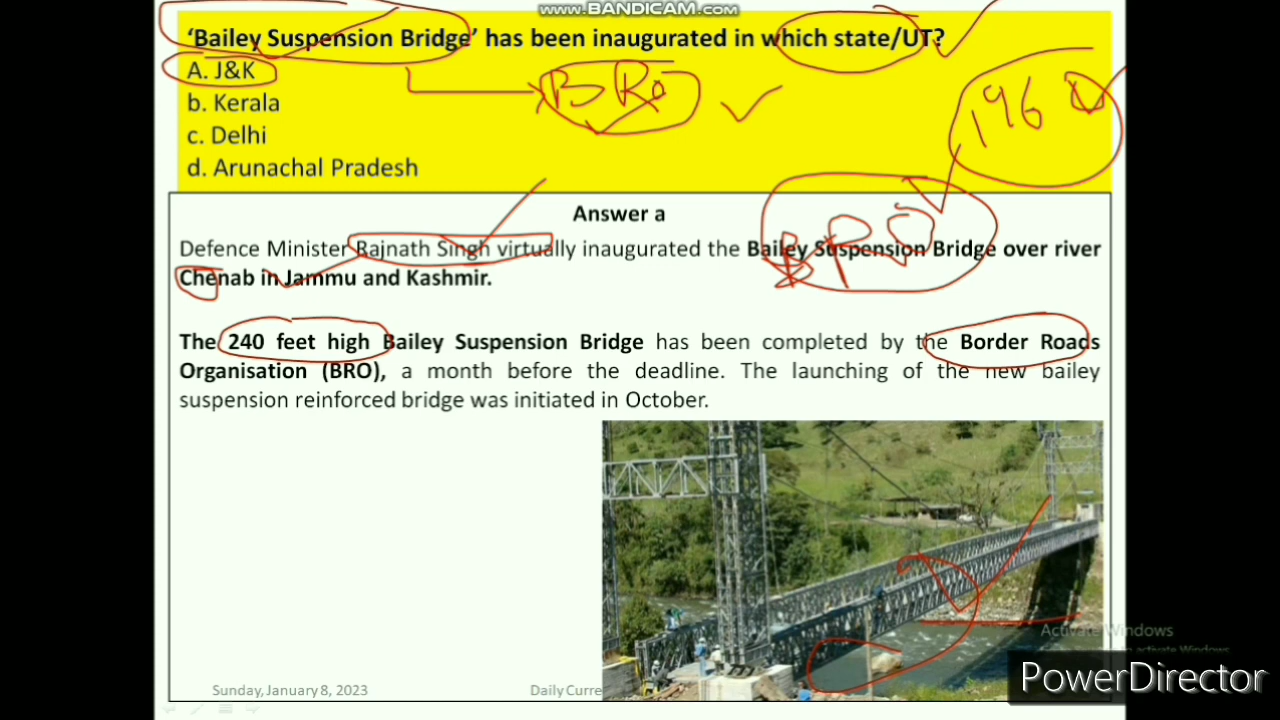 www.BANDICAM.com
‘Bailey Suspension Bridge’ has been inaugurated in which state/UT?
A. J&K
BRO
1960
b. Kerala
c. Delhi
d. Arunachal Pradesh
Answer a
BRO
Defence Minister Rajnath Singh virtually inaugurated the Bailey Suspension Bridge over river
Chenab in Jammu and Kashmir.
The 240 feet high Bailey Suspension Bridge has been completed by the Border Roads
Organisation (BRO), a month before the deadline. The launching of the new bailey
suspension reinforced bridge was initiated in October.
Activate Windows
Sunday, January 8, 2023
Daily Curre
PowerDirector